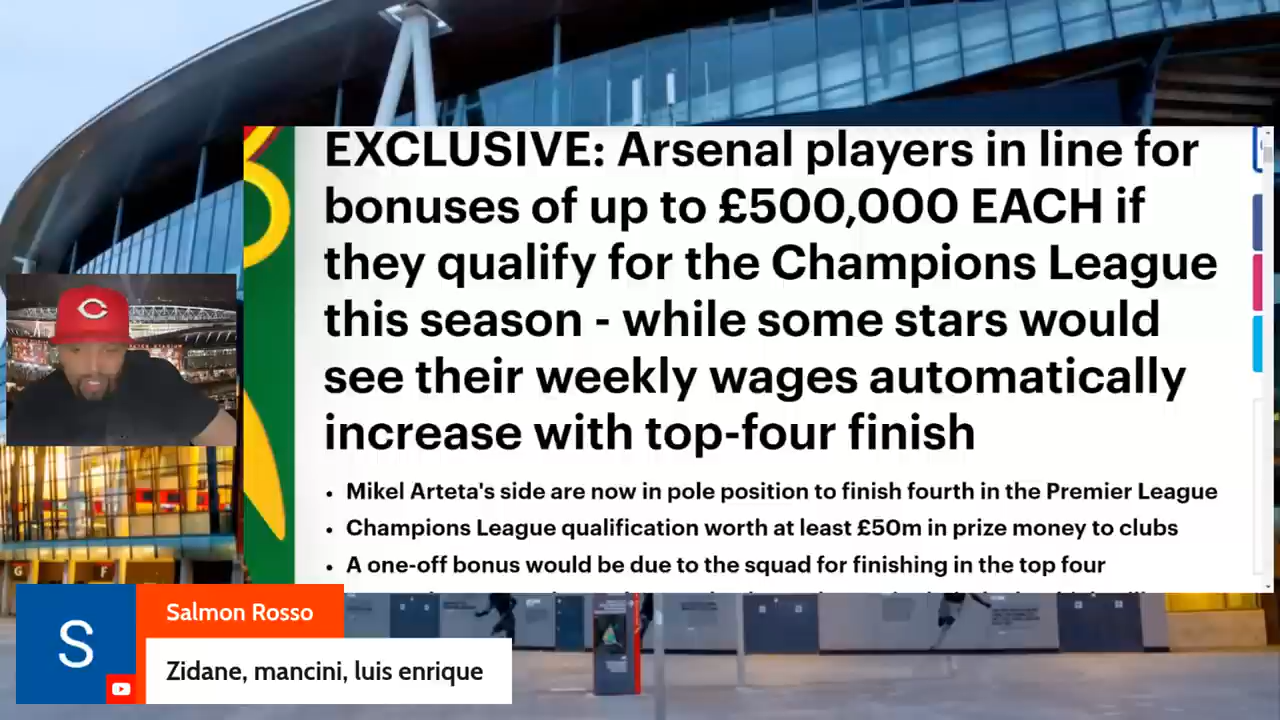 EXCLUSIVE: Arsenal players in line for
bonuses of up to £500,000 EACH if
they qualify for the Champions League
this season - while some stars would
see their weekly wages automatically
increase with top-four finish
• Mikel Arteta's side are now in pole position to finish fourth in the Premier League
• Champions League qualification worth at least £50m in prize money to clubs
• A one-off bonus would be due to the squad for finishing in the top four
C
G
F
S
Salmon Rosso
Zidane, mancini, luis enrique